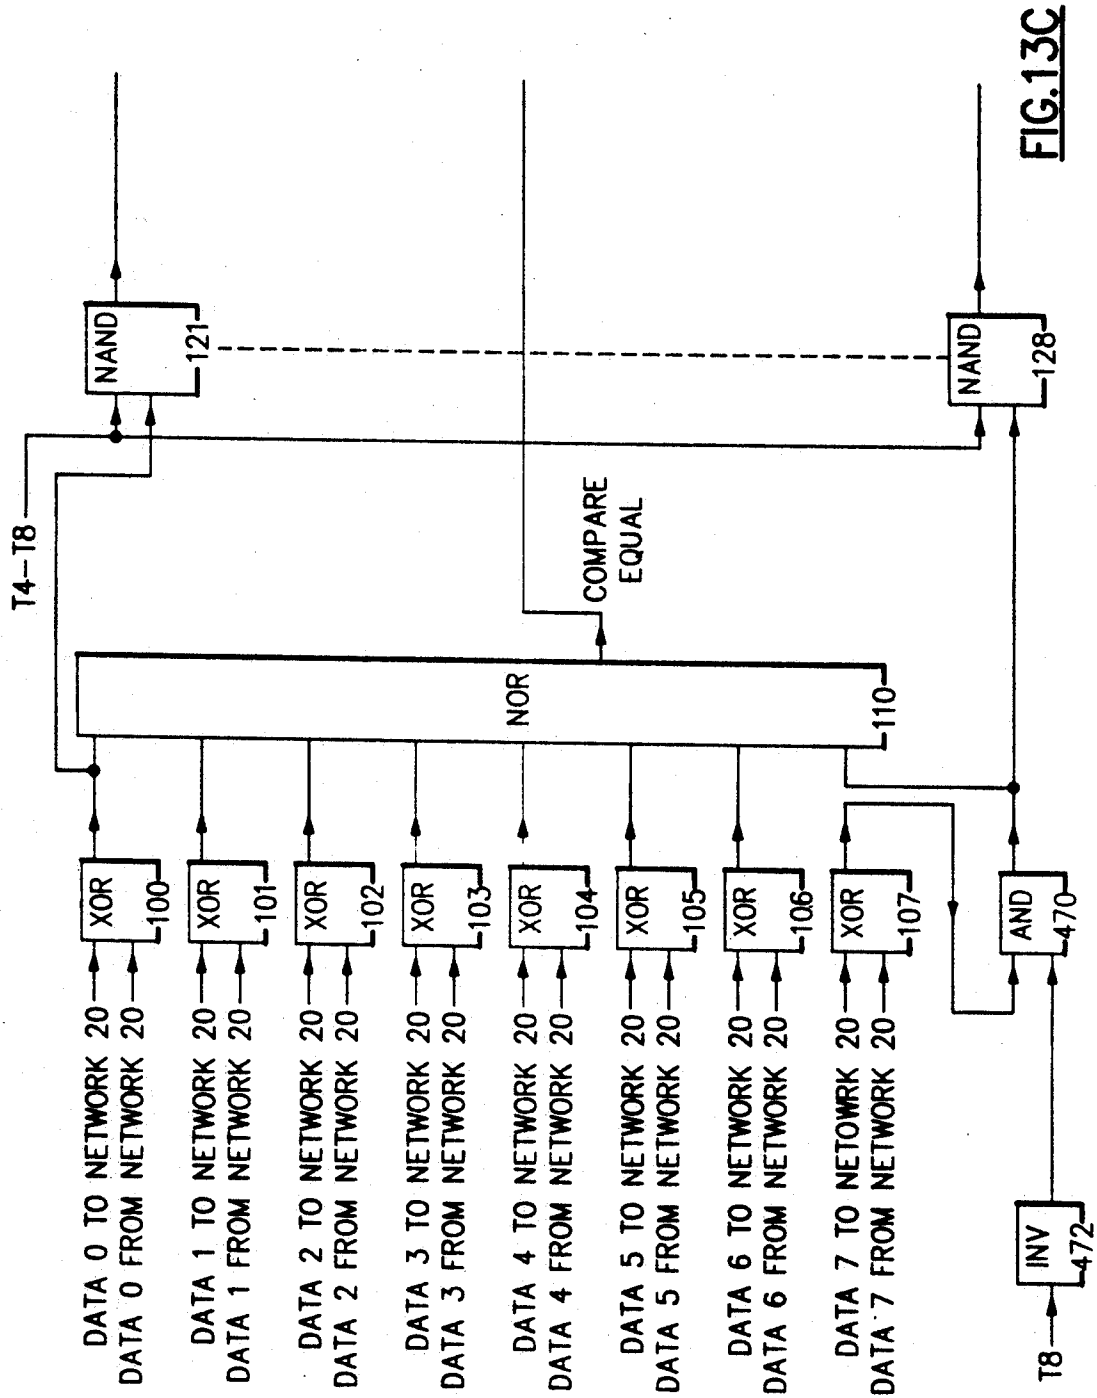 DATA 0 TO NETWORK 20
DATA 0 FROM NETWORK 20
XOR
100
DATA 1 TO NETWORK 20
DATA 1 FROM NETWORK 20
XOR
101
DATA 2 TO NETWORK 20
DATA 2 FROM NETWORK 20
XOR
102
DATA 3 TO NETWORK 20
DATA 3 FROM NETWORK 20
XOR
103
DATA 4 TO NETWORK 20
DATA 4 FROM NETWORK 20
XOR
104
DATA 5 TO NETWORK 20
DATA 5 FROM NETWORK 20
XOR
105
DATA 6 TO NETWORK 20
DATA 6 FROM NETWORK 20
XOR
106
DATA 7 TO NETOWRK 20
DATA 7 FROM NETWORK 20
XOR
107
T8
INV
472
AND
470
NOR
110
T4-T8
COMPARE
EQUAL
NAND
121
NAND
128
FIG.13C